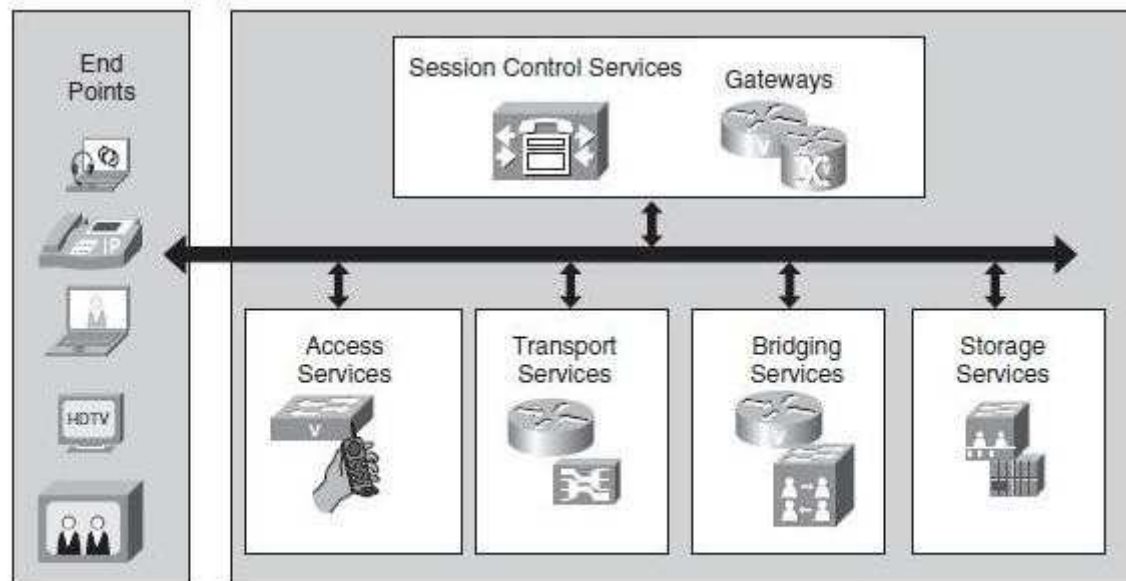 End
Points
IP
HDTV
Session Control Services
Gateways
V
Access
Services
V
Transport
Services
Bridging
Services
V
Storage
Services